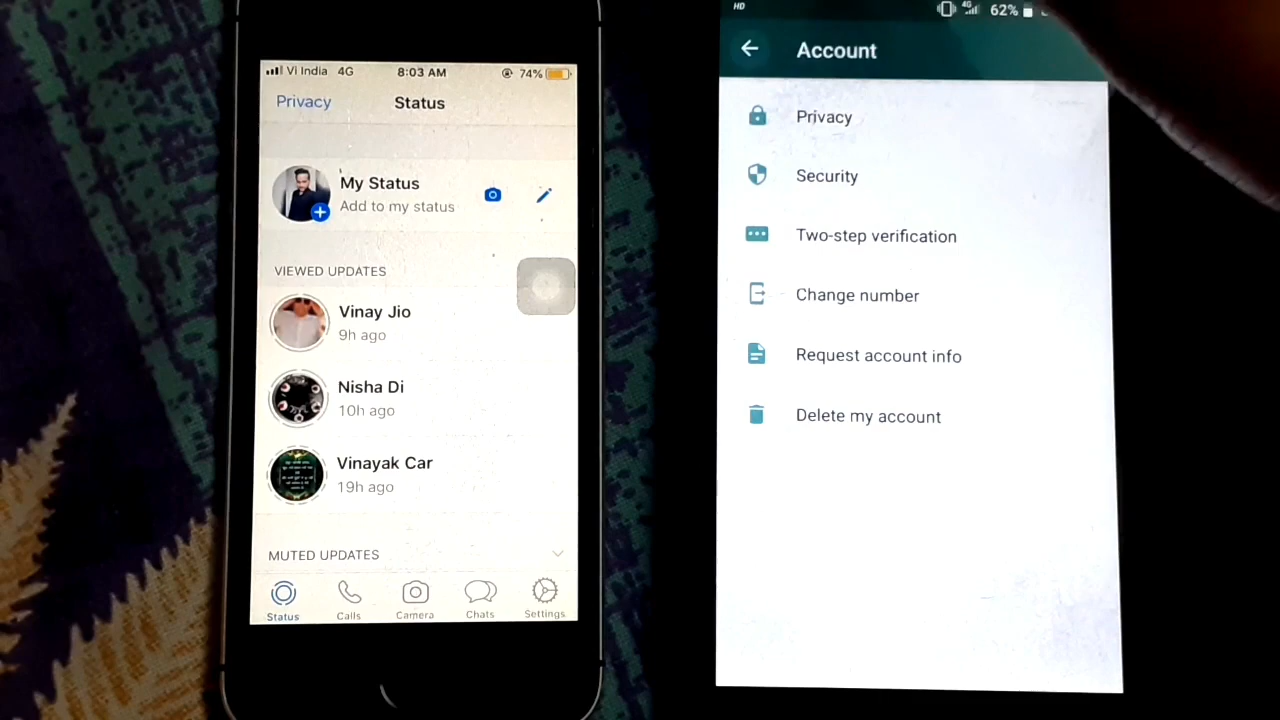 Vi India 4G 8:03 AM 74%
Privacy Status
My Status
Add to my status
VIEWED UPDATES
Vinay Jio
9h ago
Nisha Di
10h ago
Vinayak Car
19h ago
MUTED UPDATES
Status Calls Camera Chats Settings
HD 4G 62%
Account
Privacy
Security
Two-step verification
Change number
Request account info
Delete my account